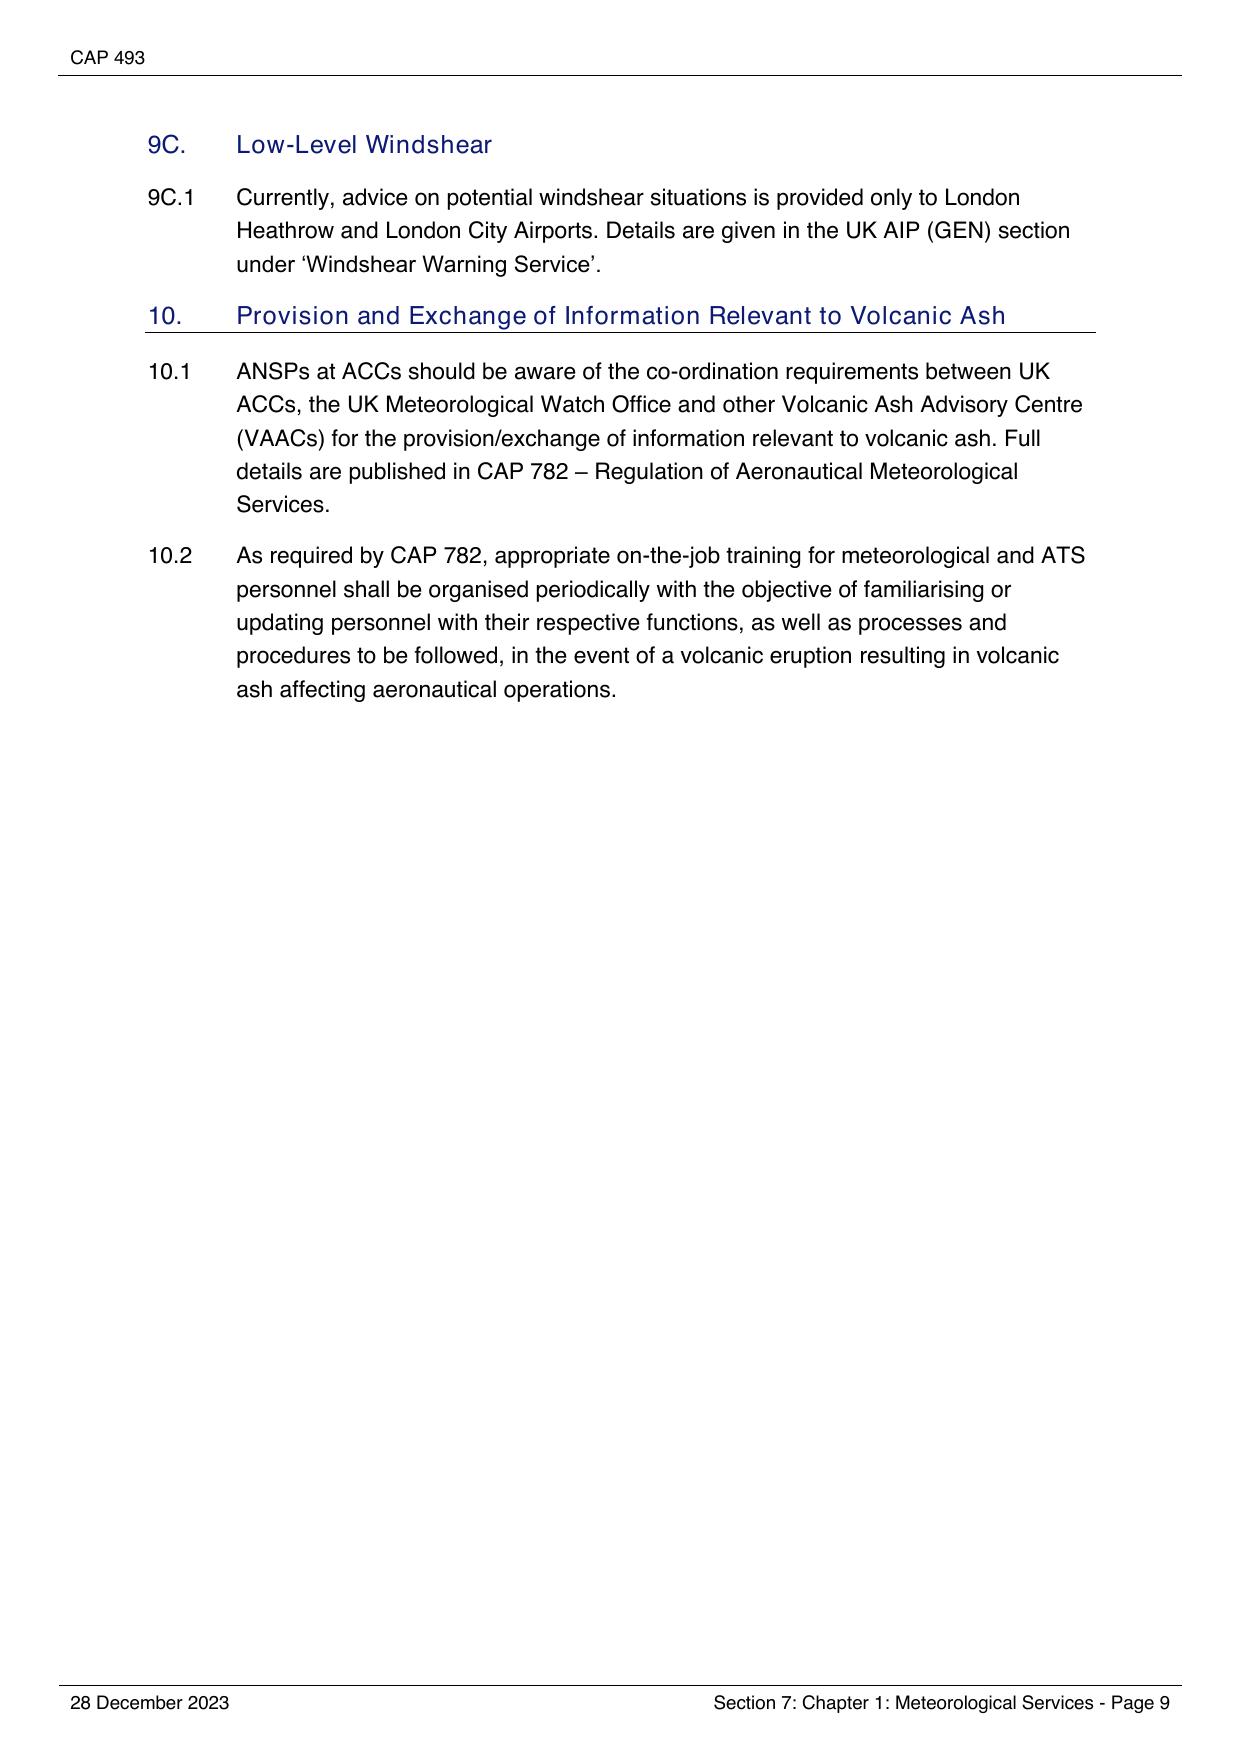 CAP 493
9C. Low-Level Windshear
9C.1 Currently, advice on potential windshear situations is provided only to London
Heathrow and London City Airports. Details are given in the UK AIP (GEN) section
under ‘Windshear Warning Service’.
10. Provision and Exchange of Information Relevant to Volcanic Ash
10.1 ANSPs at ACCs should be aware of the co-ordination requirements between UK
ACCs, the UK Meteorological Watch Office and other Volcanic Ash Advisory Centre
(VAACs) for the provision/exchange of information relevant to volcanic ash. Full
details are published in CAP 782 – Regulation of Aeronautical Meteorological
Services.
10.2 As required by CAP 782, appropriate on-the-job training for meteorological and ATS
personnel shall be organised periodically with the objective of familiarising or
updating personnel with their respective functions, as well as processes and
procedures to be followed, in the event of a volcanic eruption resulting in volcanic
ash affecting aeronautical operations.
28 December 2023 Section 7: Chapter 1: Meteorological Services - Page 9